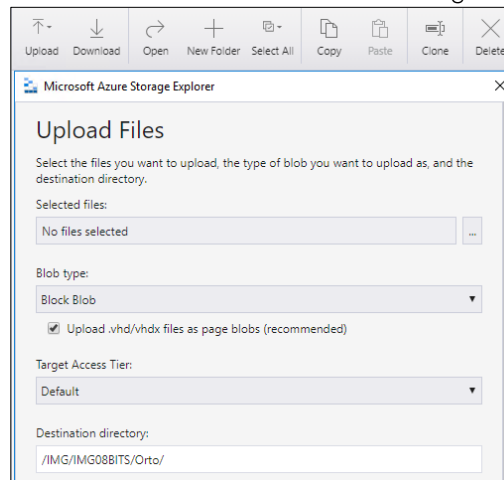 Upload Download Open New Folder Select All Copy Paste Clone Delete
Microsoft Azure Storage Explorer
Upload Files
Select the files you want to upload, the type of blob you want to upload as, and the
destination directory.
Selected files:
No files selected
...
Blob type:
Block Blob
Upload .vhd/vhdx files as page blobs (recommended)
Target Access Tier:
Default
Destination directory:
/IMG/IMG08BITS/Orto/